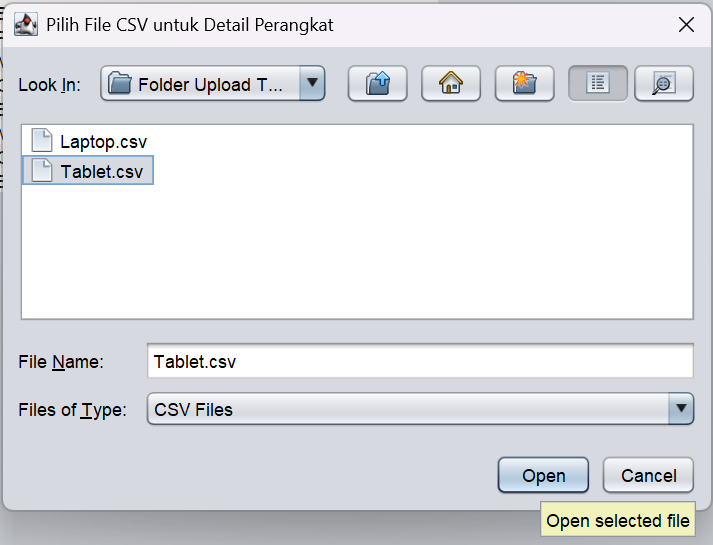 Pilih File CSV untuk Detail Perangkat
Look In:
Folder Upload T...
Laptop.csv
Tablet.csv
File Name:
Tablet.csv
Files of Type:
CSV Files
Open
Cancel
Open selected file